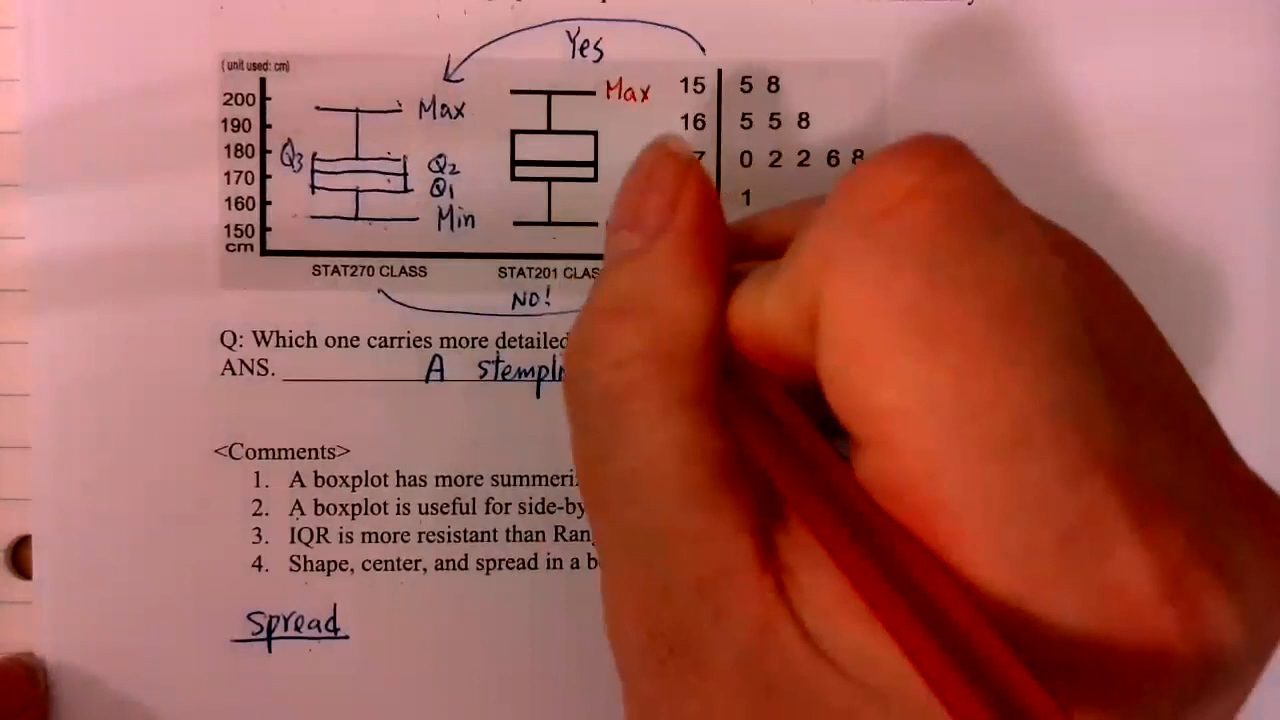 Yes
( unit used: cm)
200
190
180
170
160
150
cm
Max
Q3
Q2
Q1
Min
Max
15 5 8
16 5 5 8
7 0 2 2 6 8
1
STAT270 CLASS
STAT201 CLAS
NO!
Q: Which one carries more detailed
ANS. A
<Comments>
1. A boxplot has more
2. A boxplot is useful for side-by
3. IQR is more resistant than
4. Shape, center, and spread in a
spread